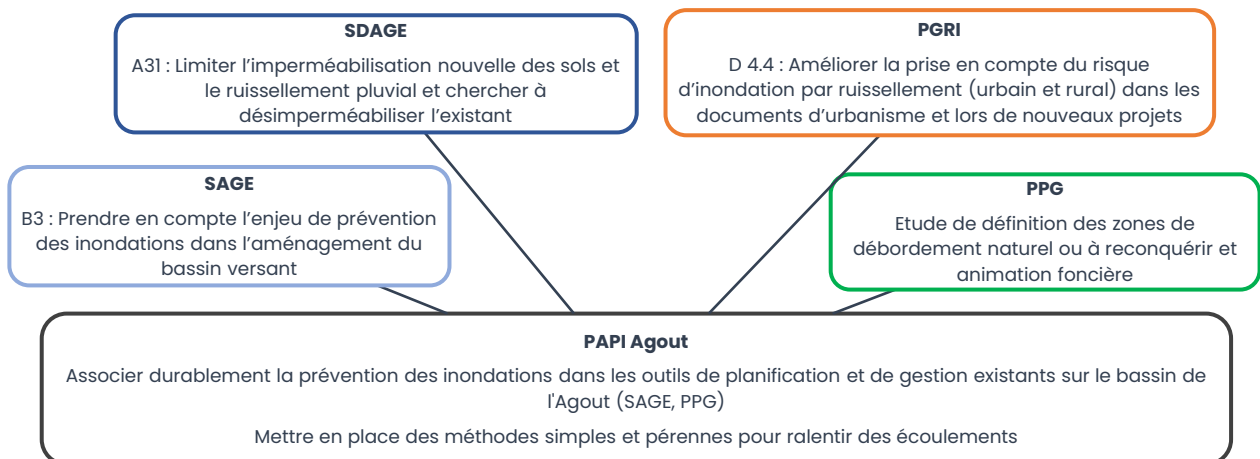 SDAGE
A31 : Limiter l’imperméabilisation nouvelle des sols et
le ruissellement pluvial et chercher à
désimperméabiliser l’existant
PGRI
D 4.4 : Améliorer la prise en compte du risque
d’inondation par ruissellement (urbain et rural) dans les
documents d’urbanisme et lors de nouveaux projets
SAGE
B3 : Prendre en compte l’enjeu de prévention
des inondations dans l’aménagement du
bassin versant
PPG
Etude de définition des zones de
débordement naturel ou à reconquérir et
animation foncière
PAPI Agout
Associer durablement la prévention des inondations dans les outils de planification et de gestion existants sur le bassin de
l'Agout (SAGE, PPG)
Mettre en place des méthodes simples et pérennes pour ralentir des écoulements